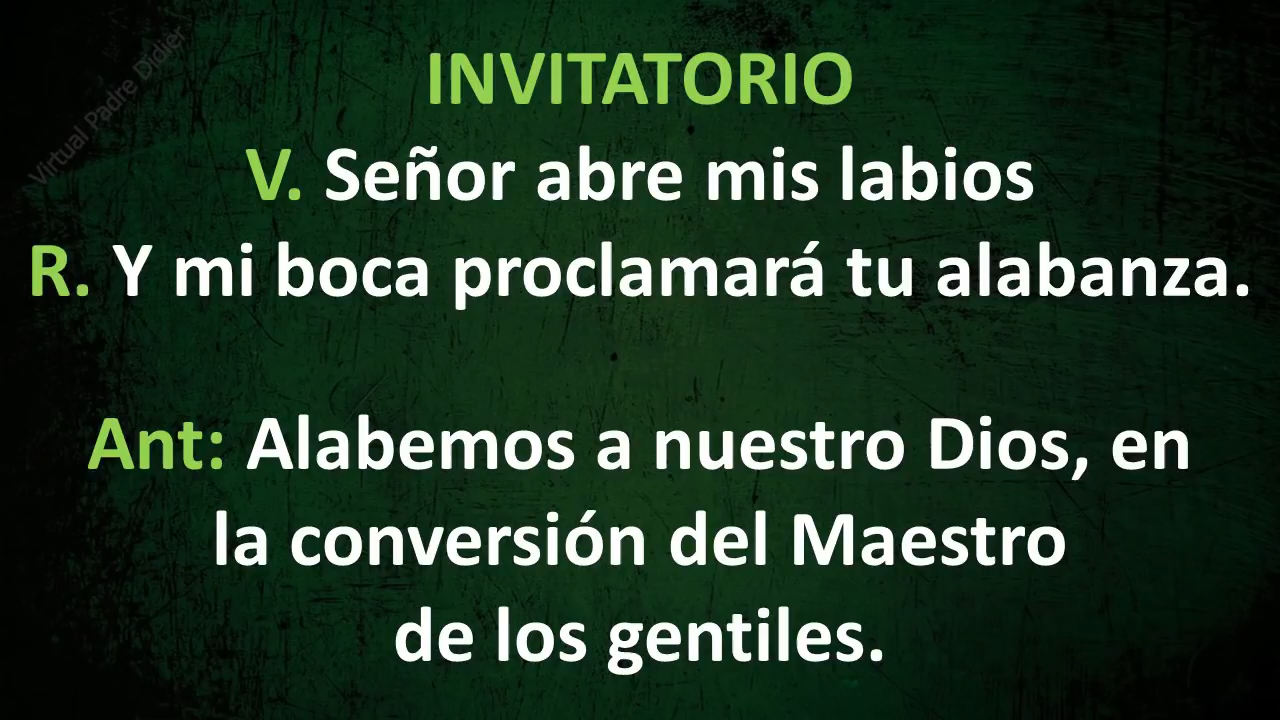 Virtual Padre Didier
INVITATORIO
V. Señor abre mis labios
R. Y mi boca proclamará tu alabanza.
Ant: Alabemos a nuestro Dios, en
la conversión del Maestro
de los gentiles.